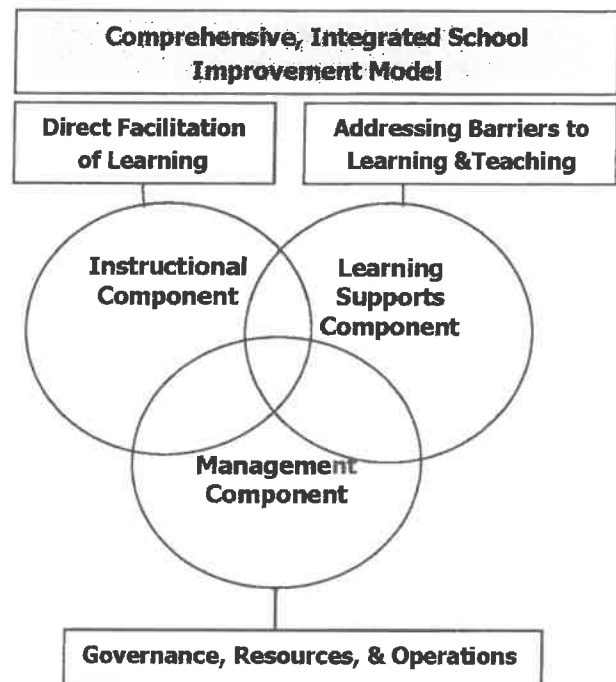 Comprehensive, Integrated School
Improvement Model
Direct Facilitation
of Learning
Addressing Barriers to
Learning &Teaching
Instructional
Component
Learning
Supports
Component
Management
Component
Governance, Resources, & Operations